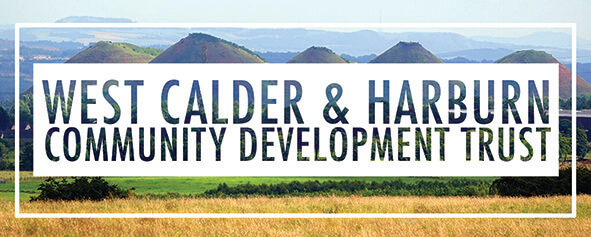 WEST CALDER & HARBURN
COMMUNITY DEVELOPMENT TRUST